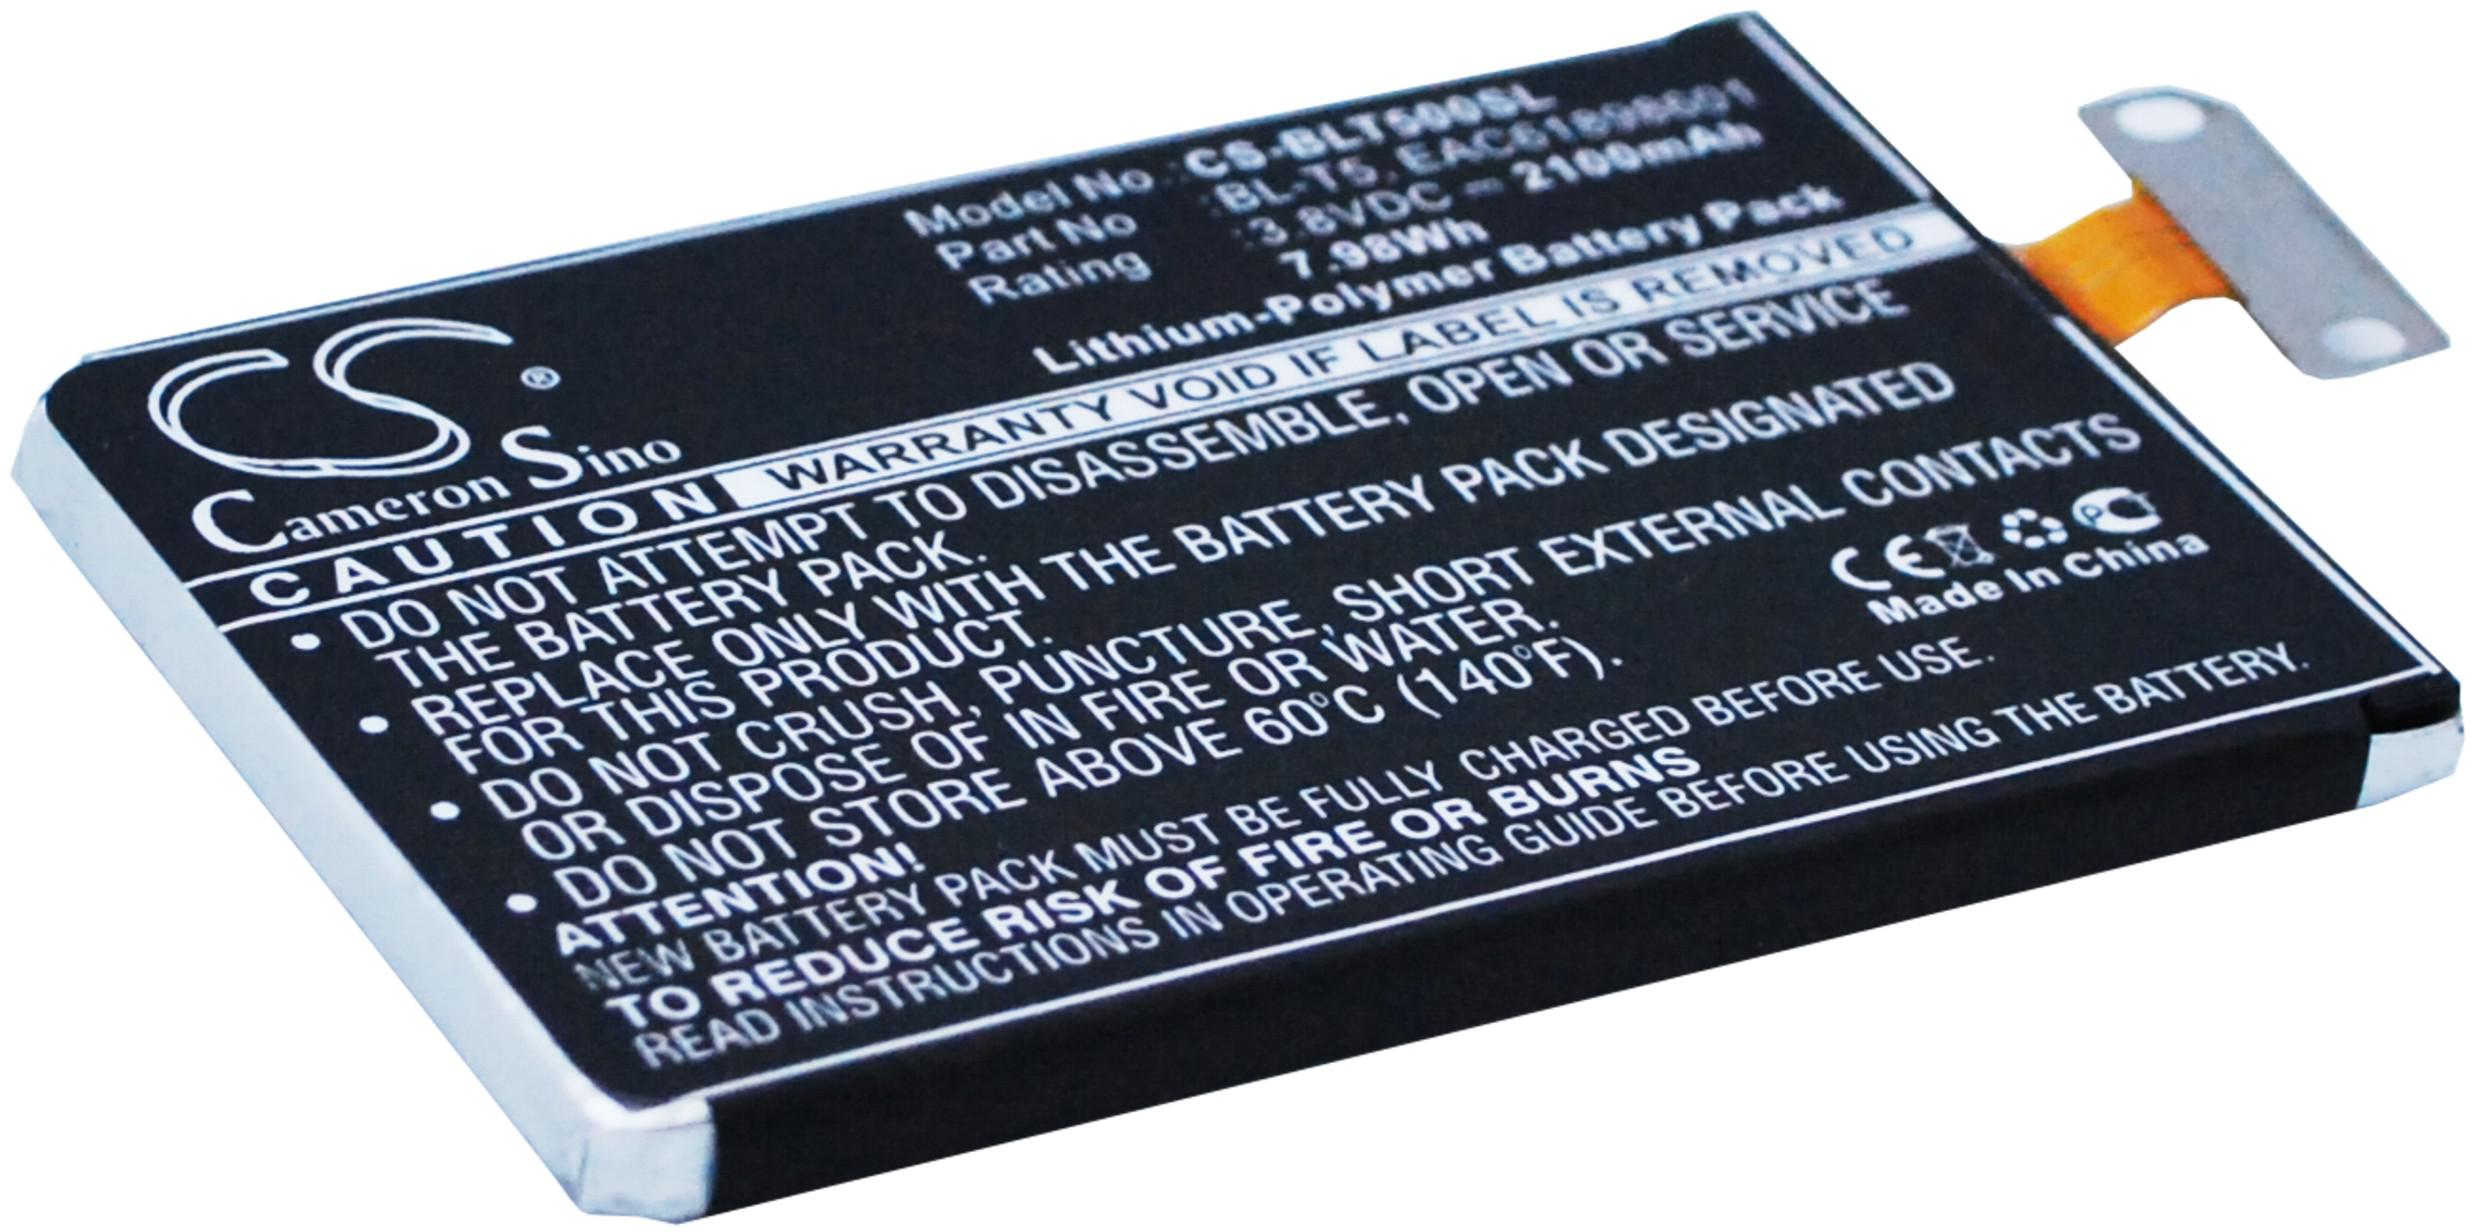 CS®
Cameron Sino
Model No.: CS-BLT500SL
Part No : BL-T5, EAC61898601
Rating : 3.8VDC = 2100mAh
7.98Wh
Lithium-Polymer Battery Pack
CAUTION WARRANTY VOID IF LABEL IS REMOVED
• DO NOT ATTEMPT TO DISASSEMBLE, OPEN OR SERVICE
THE BATTERY PACK.
• REPLACE ONLY WITH THE BATTERY PACK DESIGNATED
FOR THIS PRODUCT.
• DO NOT CRUSH, PUNCTURE, SHORT EXTERNAL CONTACTS
OR DISPOSE OF IN FIRE OR WATER.
• DO NOT STORE ABOVE 60°C (140°F).
CE
Made In China
ATTENTION!
NEW BATTERY PACK MUST BE FULLY CHARGED BEFORE USE.
TO REDUCE RISK OF FIRE OR BURNS
READ INSTRUCTIONS IN OPERATING GUIDE BEFORE USING THE BATTERY.